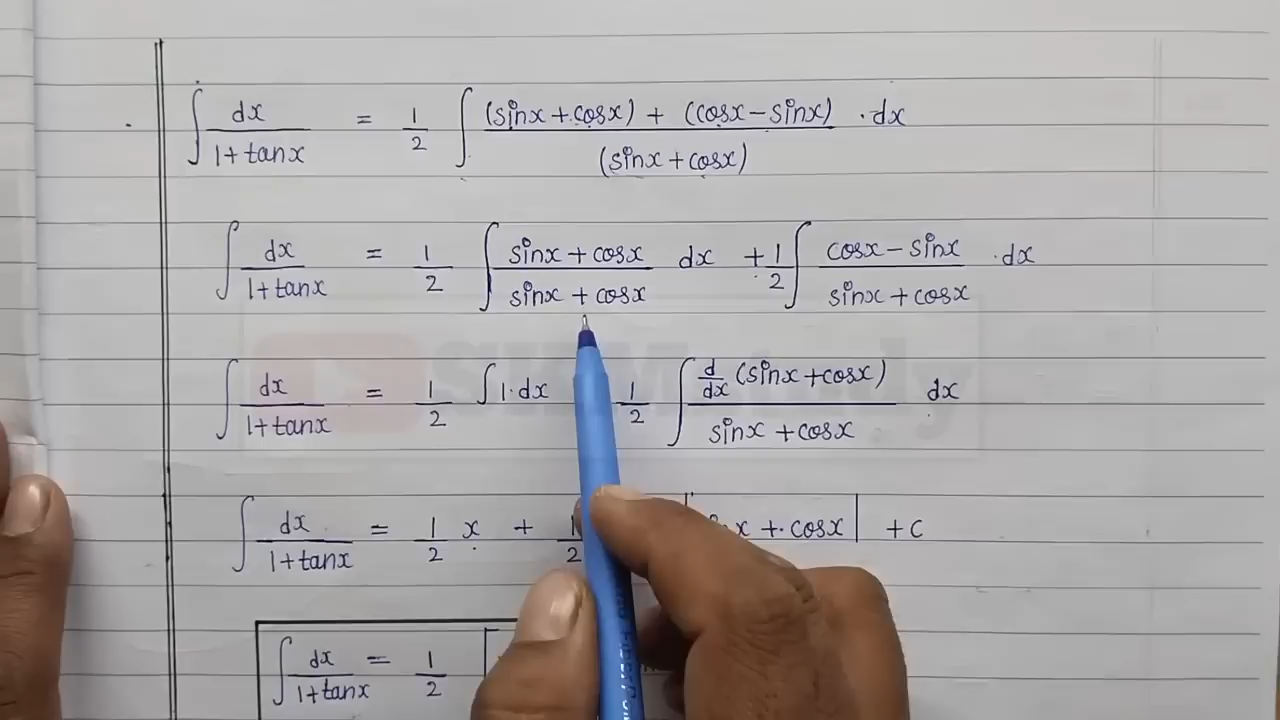 ∫ dx/(1+tanx) = 1/2 ∫ ((sinx+cosx) + (cosx−sinx))/(sinx+cosx) ·dx
∫ dx/(1+tanx) = 1/2 ∫ (sinx+cosx)/(sinx+cosx) dx + 1/2 ∫ (cosx−sinx)/(sinx+cosx) ·dx
∫ dx/(1+tanx) = 1/2 ∫ 1·dx 1/2 ∫ (d/dx (sinx+cosx))/(sinx+cosx) dx
∫ dx/(1+tanx) = 1/2 x + 1/2 | x + cosx| + c
∫ dx/(1+tanx) = 1/2 [